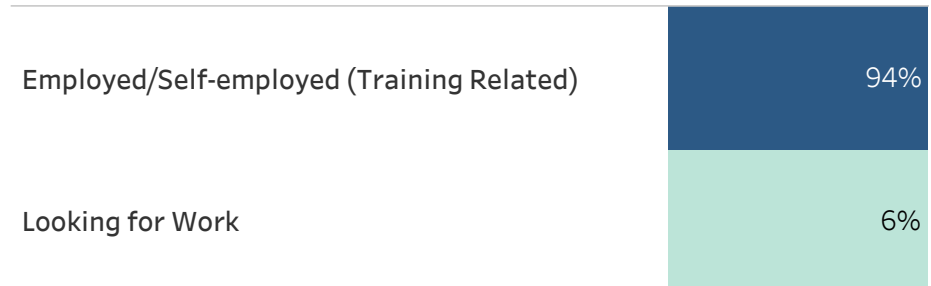 Employed/Self-employed (Training Related) 94%
Looking for Work 6%